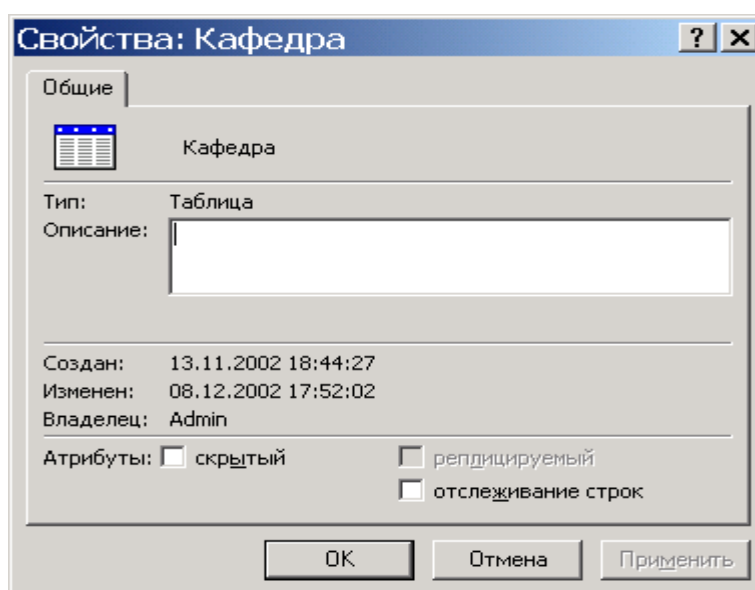 Свойства: Кафедра
Общие
Кафедра
Тип: Таблица
Описание:
Создан: 13.11.2002 18:44:27
Изменен: 08.12.2002 17:52:02
Владелец: Admin
Атрибуты: скрытый реплицируемый
отслеживание строк
OK Отмена Применить